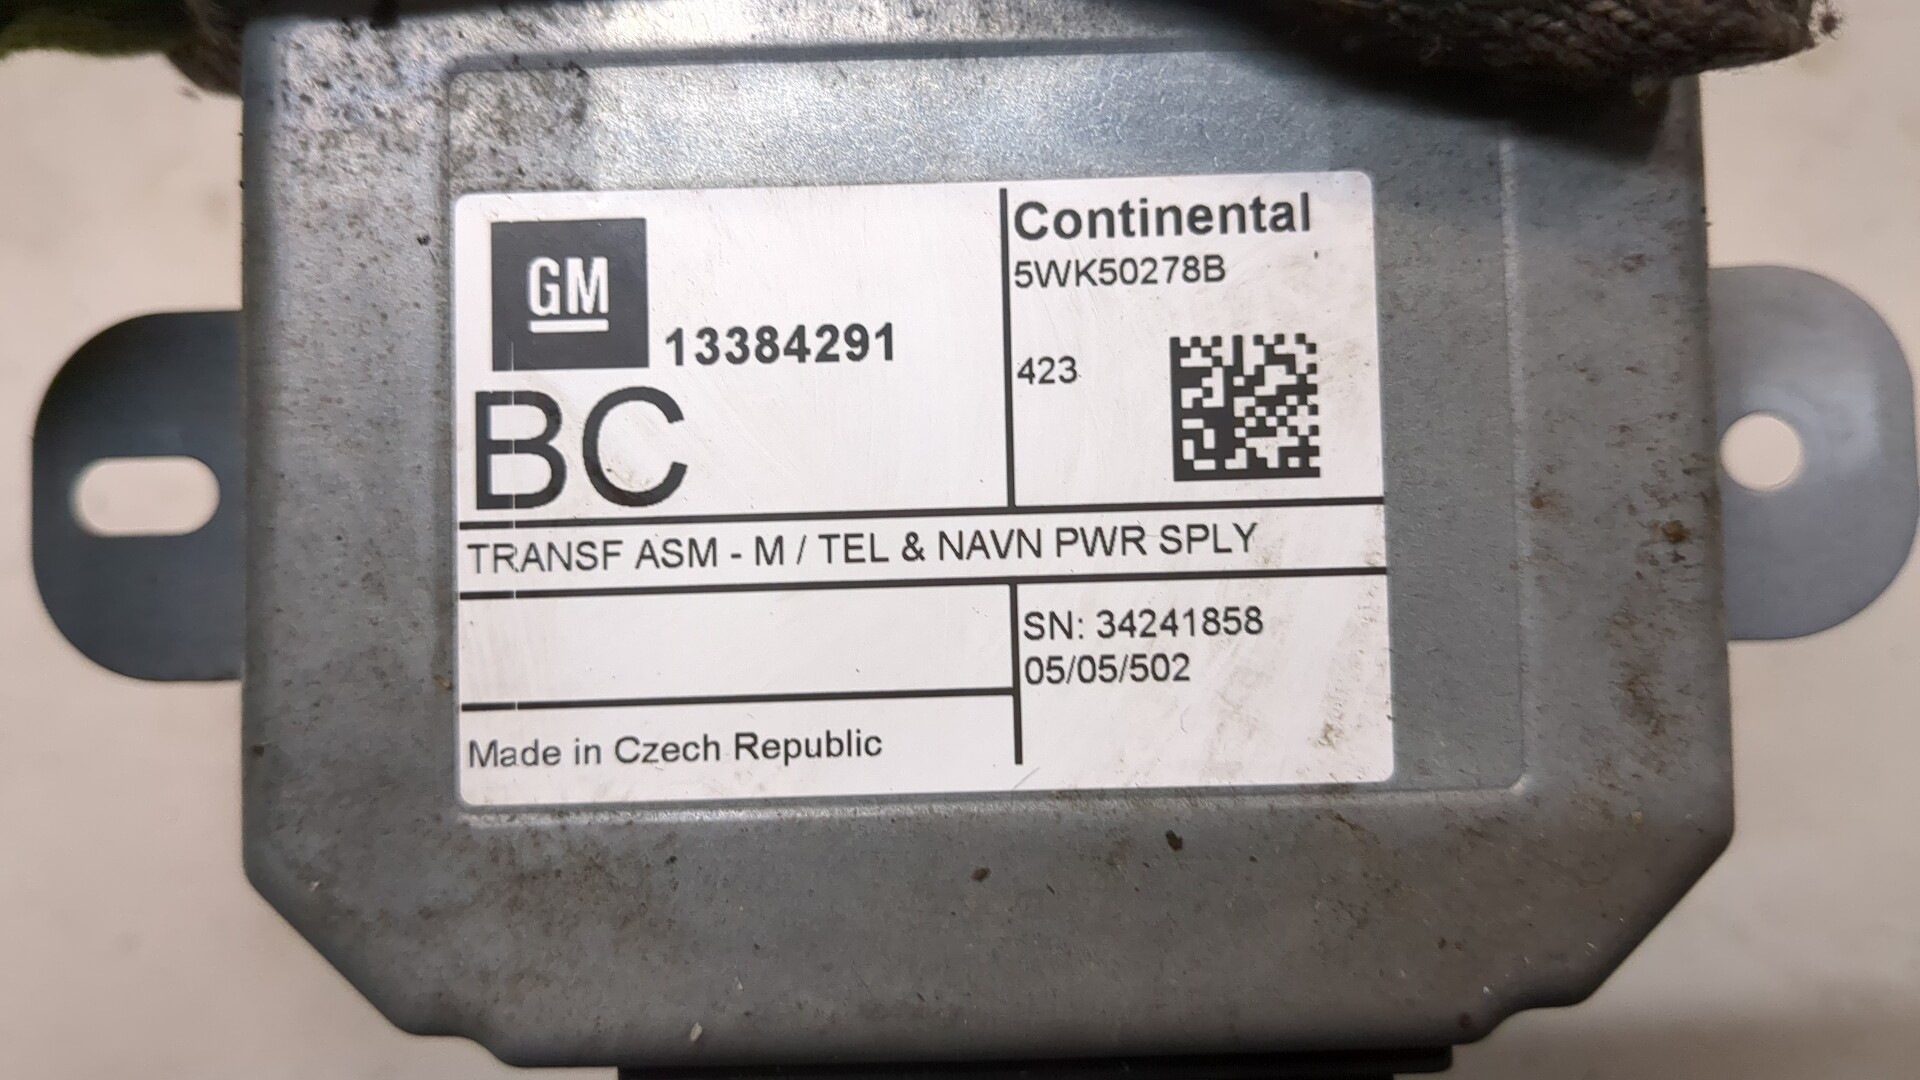 GM
13384291
BC
Continental
5WK50278B
423
TRANSF ASM - M / TEL & NAVN PWR SPLY
SN: 34241858
05/05/502
Made in Czech Republic